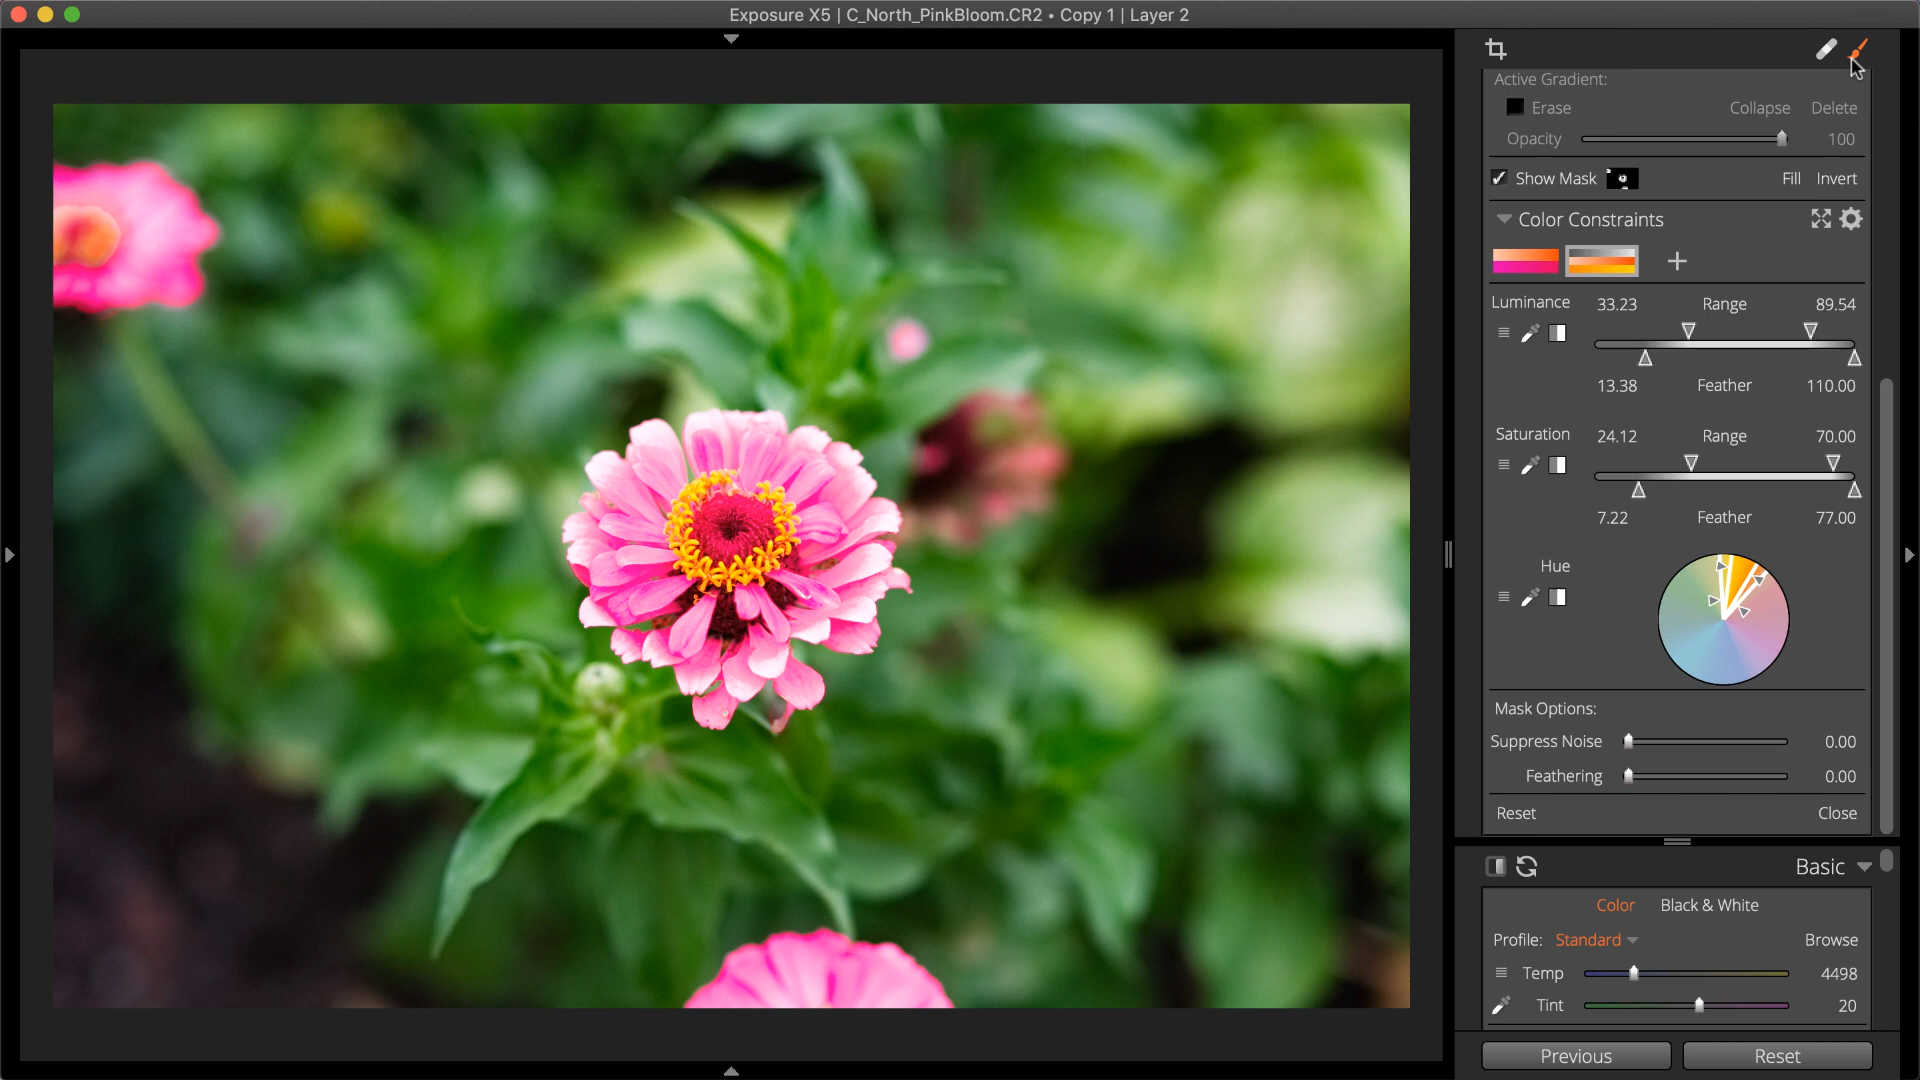 Exposure X5 | C_North_PinkBloom.CR2 • Copy 1 | Layer 2
Active Gradient:
Erase Collapse Delete
Opacity 100
Show Mask Fill Invert
Color Constraints
Luminance 33.23 Range 89.54
13.38 Feather 110.00
Saturation 24.12 Range 70.00
7.22 Feather 77.00
Hue
Mask Options:
Suppress Noise 0.00
Feathering 0.00
Reset Close
Basic
Color Black & White
Profile: Standard Browse
Temp 4498
Tint 20
Previous Reset